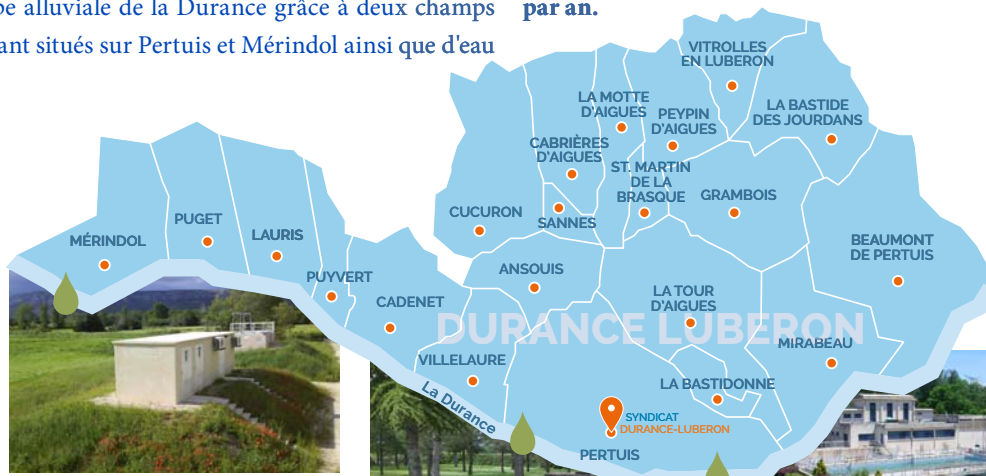 be alluviale de la Durance grâce à deux champs
ant situés sur Pertuis et Mérindol ainsi que d'eau
par an.
VITROLLES
EN LUBERON
LA MOTTE
D'AIGUES
PEYPIN
D'AIGUES
LA BASTIDE
DES JOURDANS
CABRIÈRES
D'AIGUES
ST. MARTIN
DE LA
BRASQUE
GRAMBOIS
CUCURON
SANNES
PUGET
MÉRINDOL
LAURIS
BEAUMONT
DE PERTUIS
PUYVERT
ANSOUIS
CADENET
LA TOUR
D'AIGUES
DURANCE LUBERON
MIRABEAU
VILLELAURE
LA BASTIDONNE
La Durance
SYNDICAT
DURANCE-LUBERON
PERTUIS